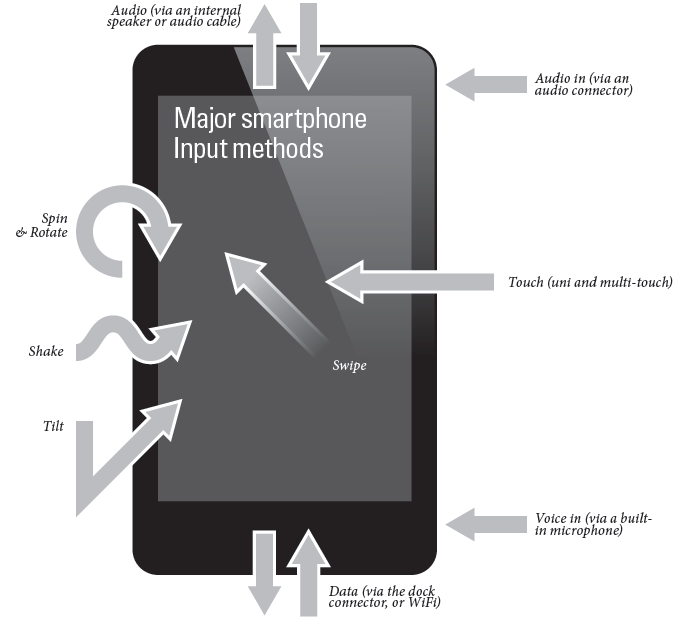 Audio (via an internal
speaker or audio cable)
Audio in (via an
audio connector)
Major smartphone
Input methods
Spin
& Rotate
Touch (uni and multi-touch)
Shake
Swipe
Tilt
Voice in (via a built-
in microphone)
Data (via the dock
connector, or WiFi)